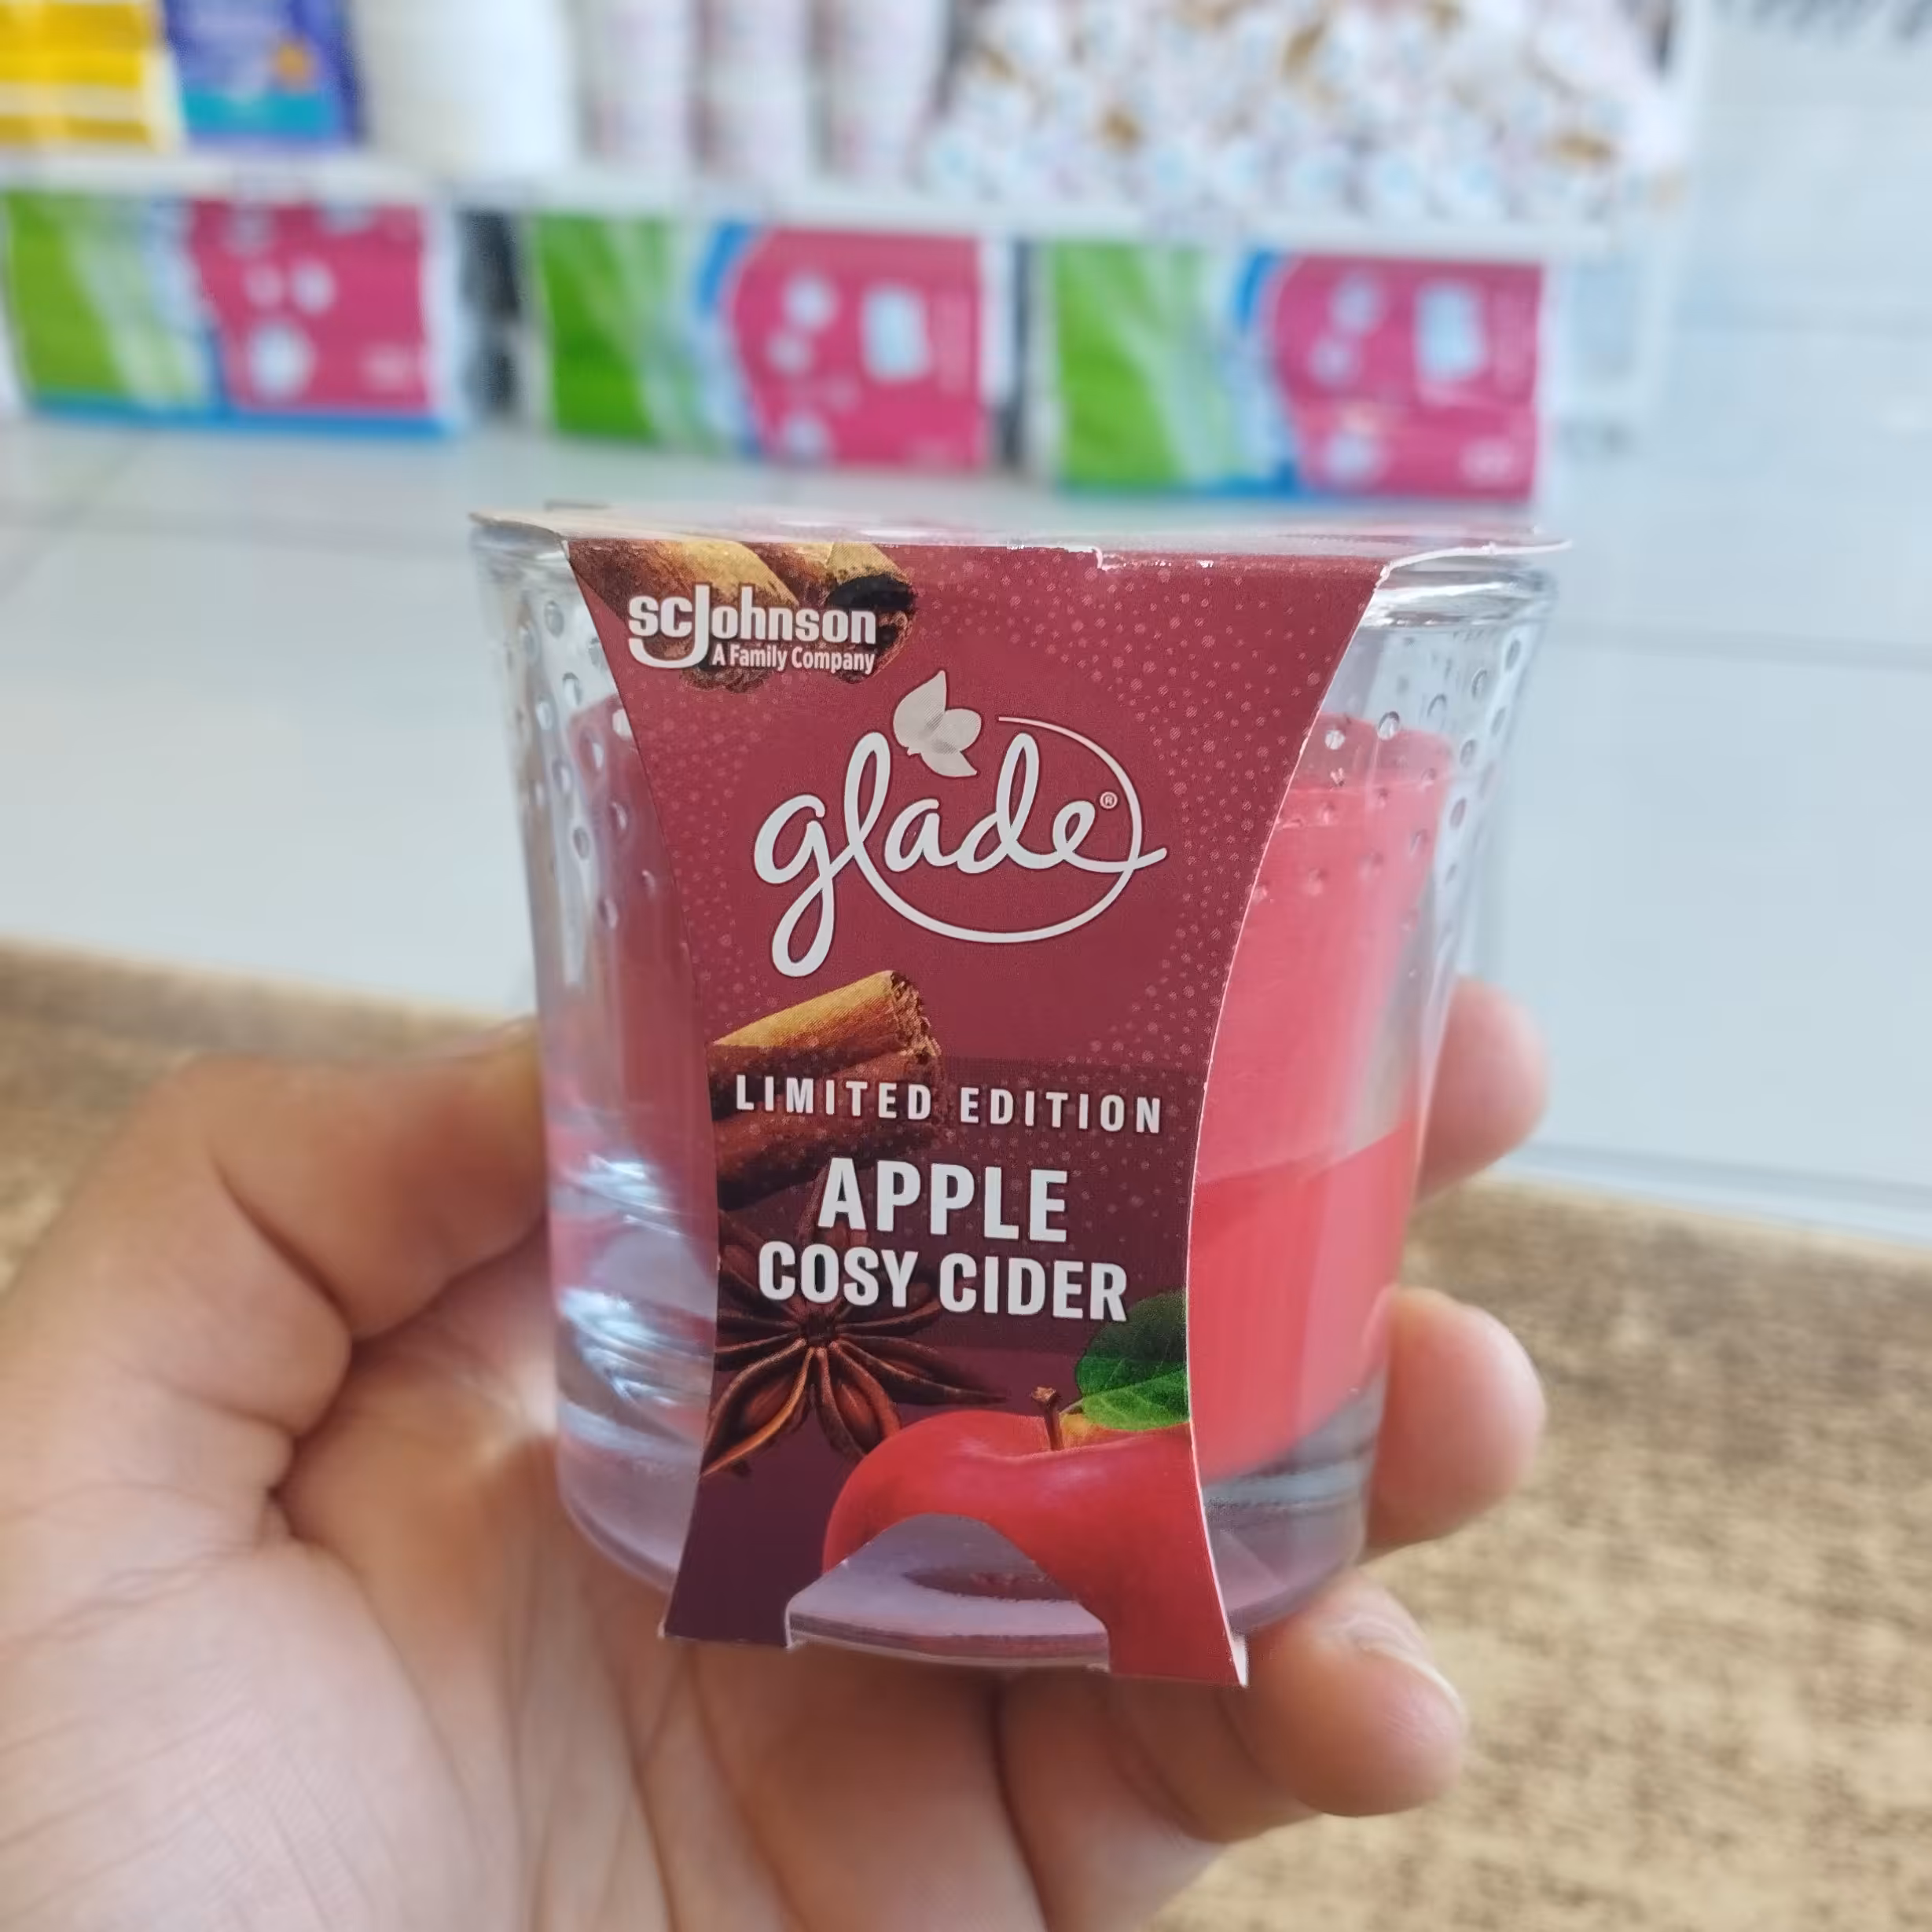 scJohnson
A Family Company
glade®
LIMITED EDITION
APPLE
COSY CIDER